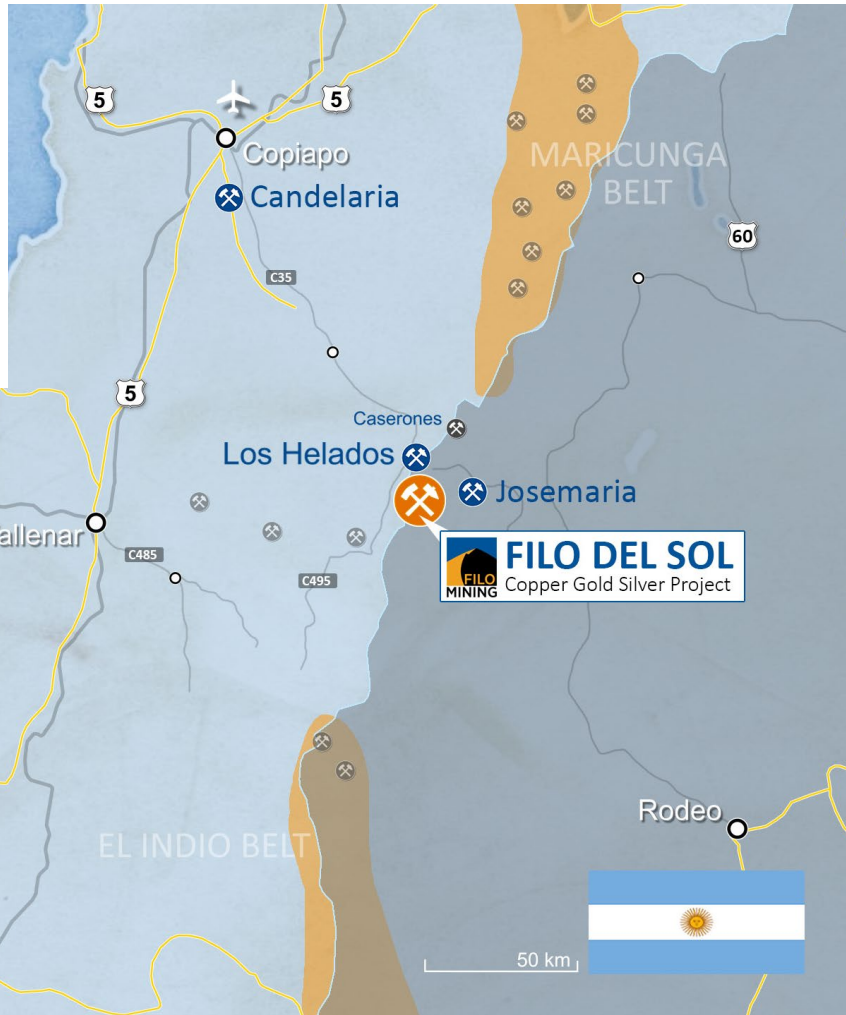 5
5
Copiapo
MARICUNGA
BELT
Candelaria
60
C35
5
Caserones
Los Helados
Josemaria
allenar
FILO DEL SOL
Copper Gold Silver Project
FILO
MINING
C485
C495
Rodeo
EL INDIO BELT
50 km